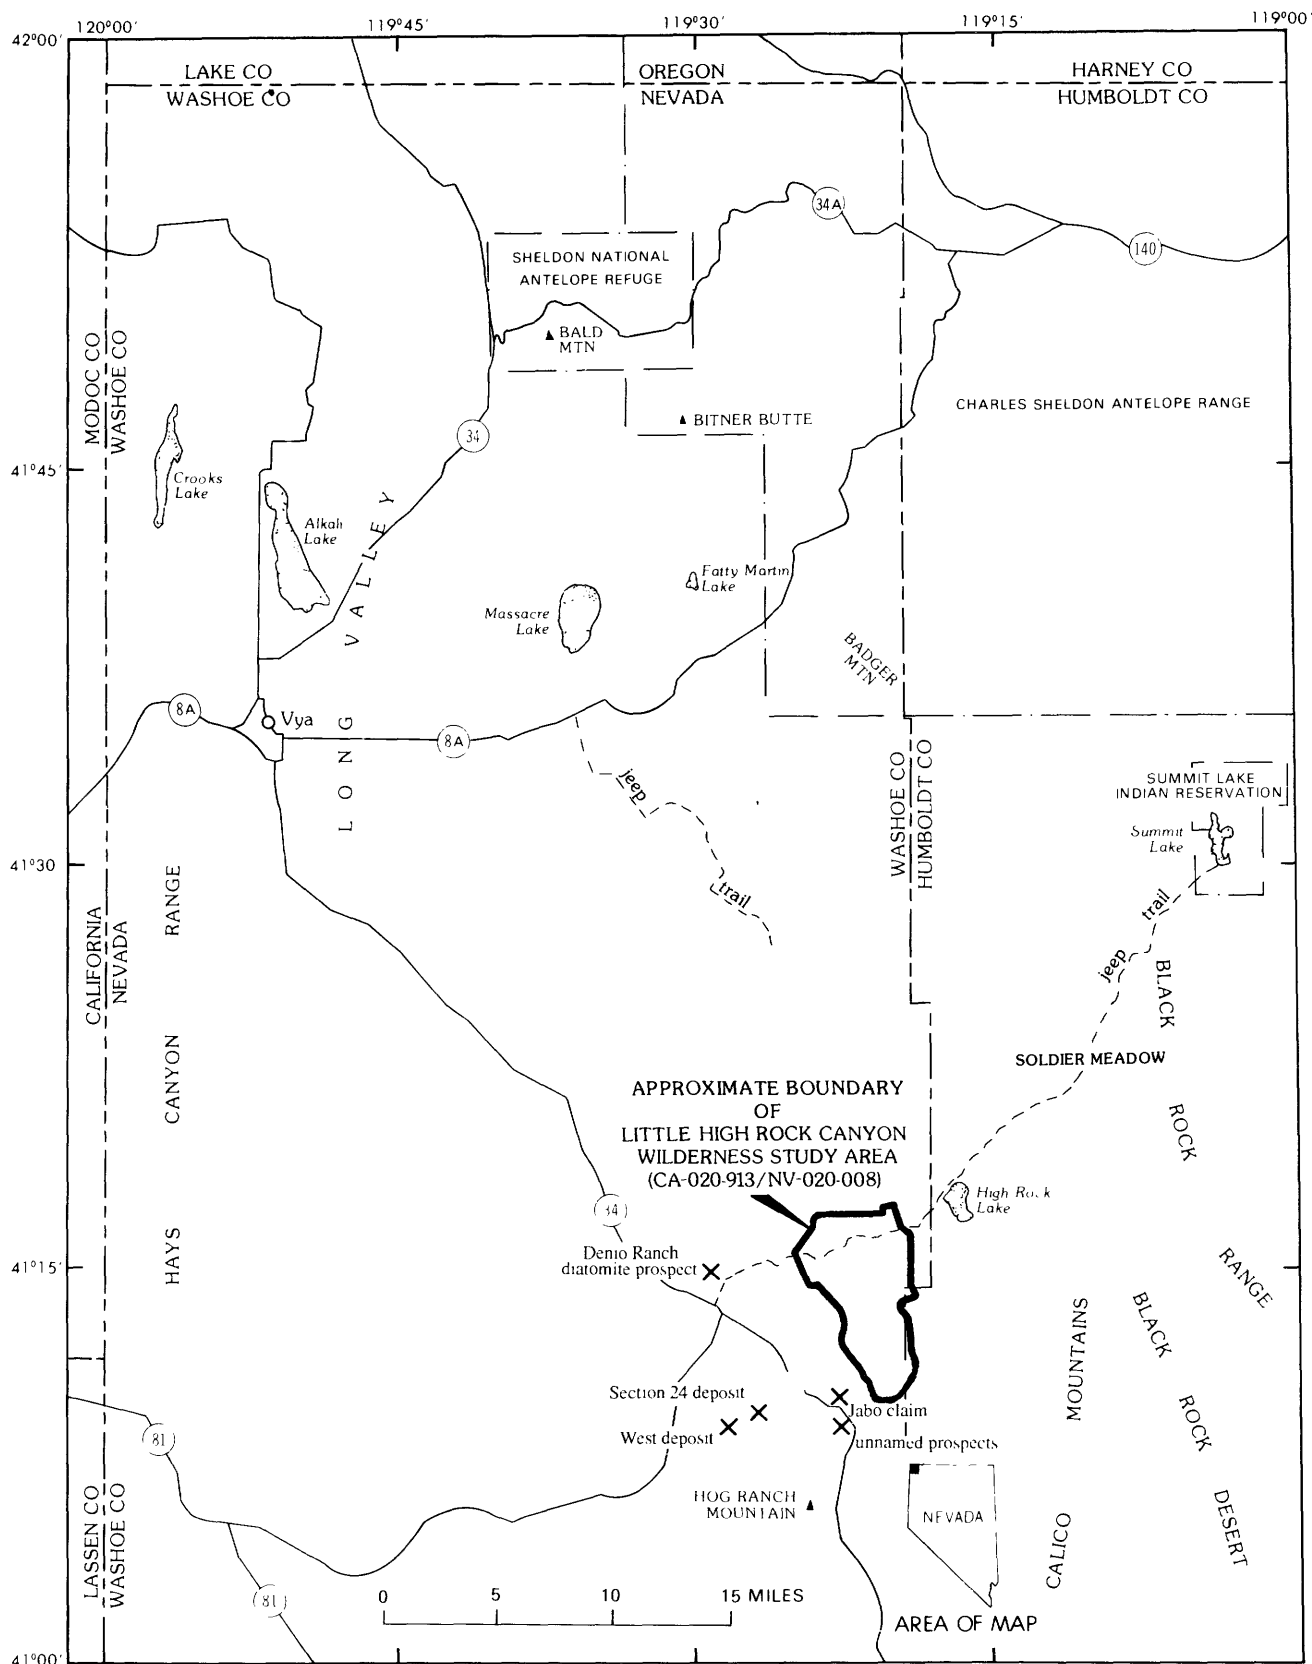 120°00'
119°45'
119°30'
119°15'
119°00'
42°00'
LAKE CO
WASHOE CO
OREGON
NEVADA
HARNEY CO
HUMBOLDT CO
34A
140
SHELDON NATIONAL
ANTELOPE REFUGE
BALD
MTN
MODOC CO
WASHOE CO
CHARLES SHELDON ANTELOPE RANGE
BITNER BUTTE
34
41°45'
Crooks
Lake
Alkali
Lake
LONG VALLEY
Fatty Martin
Lake
Massacre
Lake
BADGER
MTN
8A
Vya
8A
jeep
trail
WASHOE CO
HUMBOLDT CO
SUMMIT LAKE
INDIAN RESERVATION
Summit
Lake
41°30'
HAYS CANYON RANGE
CALIFORNIA
NEVADA
jeep
trail
BLACK ROCK RANGE
SOLDIER MEADOW
APPROXIMATE BOUNDARY
OF
LITTLE HIGH ROCK CANYON
WILDERNESS STUDY AREA
(CA-020-913/NV-020-008)
High Rock
Lake
34
Denio Ranch
diatomite prospect
41°15'
CALICO MOUNTAINS
BLACK ROCK DESERT
Section 24 deposit
Jabo claim
West deposit
unnamed prospects
81
HOG RANCH
MOUNTAIN
NEVADA
LASSEN CO
WASHOE CO
81
0 5 10 15 MILES
AREA OF MAP
41°00'